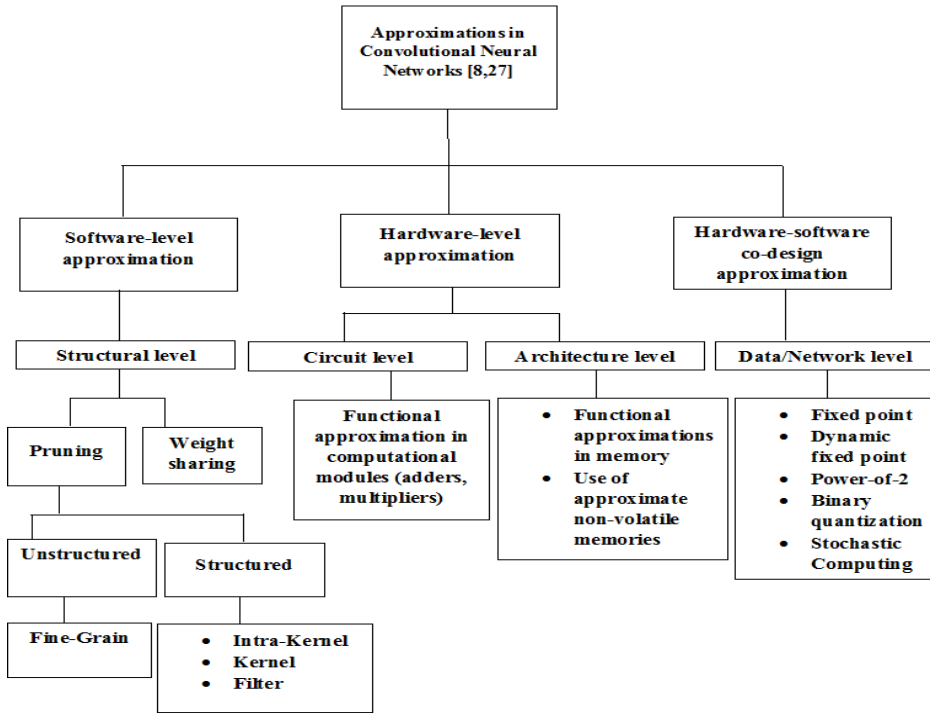 Approximations in
Convolutional Neural
Networks [8,27]
Software-level
approximation
Hardware-level
approximation
Hardware-software
co-design
approximation
Structural level
Circuit level
Architecture level
Data/Network level
Pruning
Weight
sharing
Functional
approximation in
computational
modules (adders,
multipliers)
• Functional
approximations
in memory
• Use of
approximate
non-volatile
memories
• Fixed point
• Dynamic
fixed point
• Power-of-2
• Binary
quantization
• Stochastic
Computing
Unstructured
Structured
Fine-Grain
• Intra-Kernel
• Kernel
• Filter